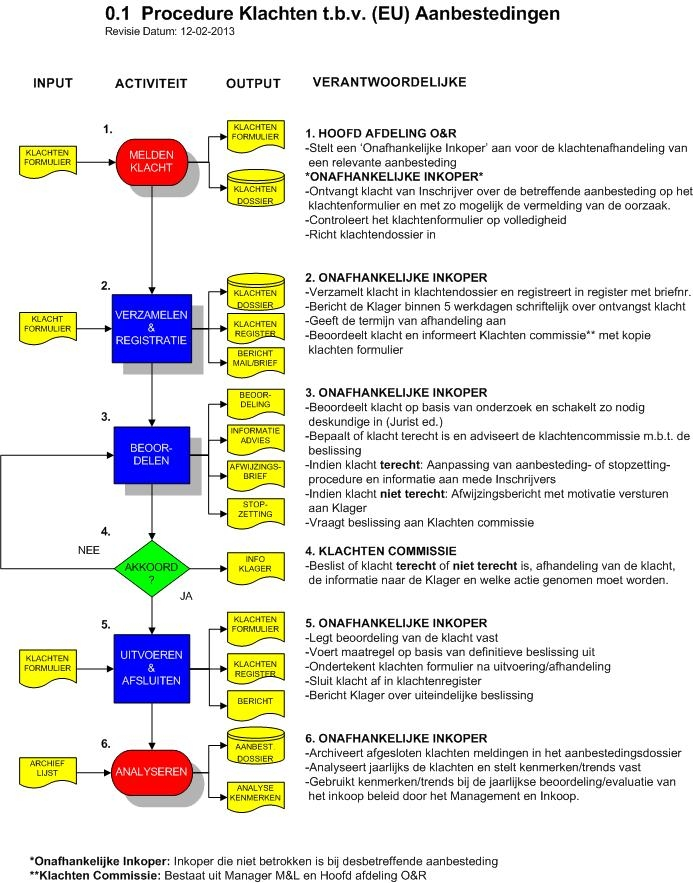 0.1 Procedure Klachten t.b.v. (EU) Aanbestedingen
Revisie Datum: 12-02-2013
INPUT
ACTIVITEIT
OUTPUT
VERANTWOORDELIJKE
1.
KLACHTEN
FORMULIER
MELDEN
KLACHT
KLACHTEN
FORMULIER
KLACHTEN
DOSSIER
1. HOOFD AFDELING O&R
-Stelt een ‘Onafhankelijke Inkoper’ aan voor de klachtenafhandeling van
een relevante aanbesteding
*ONAFHANKELIJKE INKOPER*
-Ontvangt klacht van Inschrijver over de betreffende aanbesteding op het
klachtenformulier en met zo mogelijk de vermelding van de oorzaak.
-Controleert het klachtenformulier op volledigheid
-Richt klachtendossier in
2.
KLACHT
FORMULIER
VERZAMELEN
&
REGISTRATIE
KLACHTEN
DOSSIER
KLACHTEN
REGISTER
BERICHT
MAIL/BRIEF
2. ONAFHANKELIJKE INKOPER
-Verzamelt klacht in klachtendossier en registreert in register met briefnr.
-Bericht de Klager binnen 5 werkdagen schriftelijk over ontvangst klacht
-Geeft de termijn van afhandeling aan
-Beoordeelt klacht en informeert Klachten commissie** met kopie
klachten formulier
3.
BEOOR-
DELEN
BEOOR-
DELING
INFORMATIE
ADVIES
AFWIJZINGS-
BRIEF
STOP-
ZETTING
3. ONAFHANKELIJKE INKOPER
-Beoordeelt klacht op basis van onderzoek en schakelt zo nodig
deskundige in (Jurist ed.)
-Bepaalt of klacht terecht is en adviseert de klachtencommissie m.b.t. de
beslissing
-Indien klacht terecht: Aanpassing van aanbesteding- of stopzetting-
procedure en informatie aan mede Inschrijvers
-Indien klacht niet terecht: Afwijzingsbericht met motivatie versturen
aan Klager
-Vraagt beslissing aan Klachten commissie
4.
NEE
AKKOORD
?
JA
INFO
KLAGER
4. KLACHTEN COMMISSIE
-Beslist of klacht terecht of niet terecht is, afhandeling van de klacht,
de informatie naar de Klager en welke actie genomen moet worden.
5.
KLACHTEN
FORMULIER
UITVOEREN
&
AFSLUITEN
KLACHTEN
FORMULIER
KLACHTEN
REGISTER
BERICHT
5. ONAFHANKELIJKE INKOPER
-Legt beoordeling van de klacht vast
-Voert maatregel op basis van definitieve beslissing uit
-Ondertekent klachten formulier na uitvoering/afhandeling
-Sluit klacht af in klachtenregister
-Bericht Klager over uiteindelijke beslissing
6.
ARCHIEF
LIJST
ANALYSEREN
AANBEST.
DOSSIER
ANALYSE
KENMERKEN
6. ONAFHANKELIJKE INKOPER
-Archiveert afgesloten klachten meldingen in het aanbestedingsdossier
-Analyseert jaarlijks de klachten en stelt kenmerken/trends vast
-Gebruikt kenmerken/trends bij de jaarlijkse beoordeling/evaluatie van
het inkoop beleid door het Management en Inkoop.
*Onafhankelijke Inkoper: Inkoper die niet betrokken is bij desbetreffende aanbesteding
**Klachten Commissie: Bestaat uit Manager M&L en Hoofd afdeling O&R